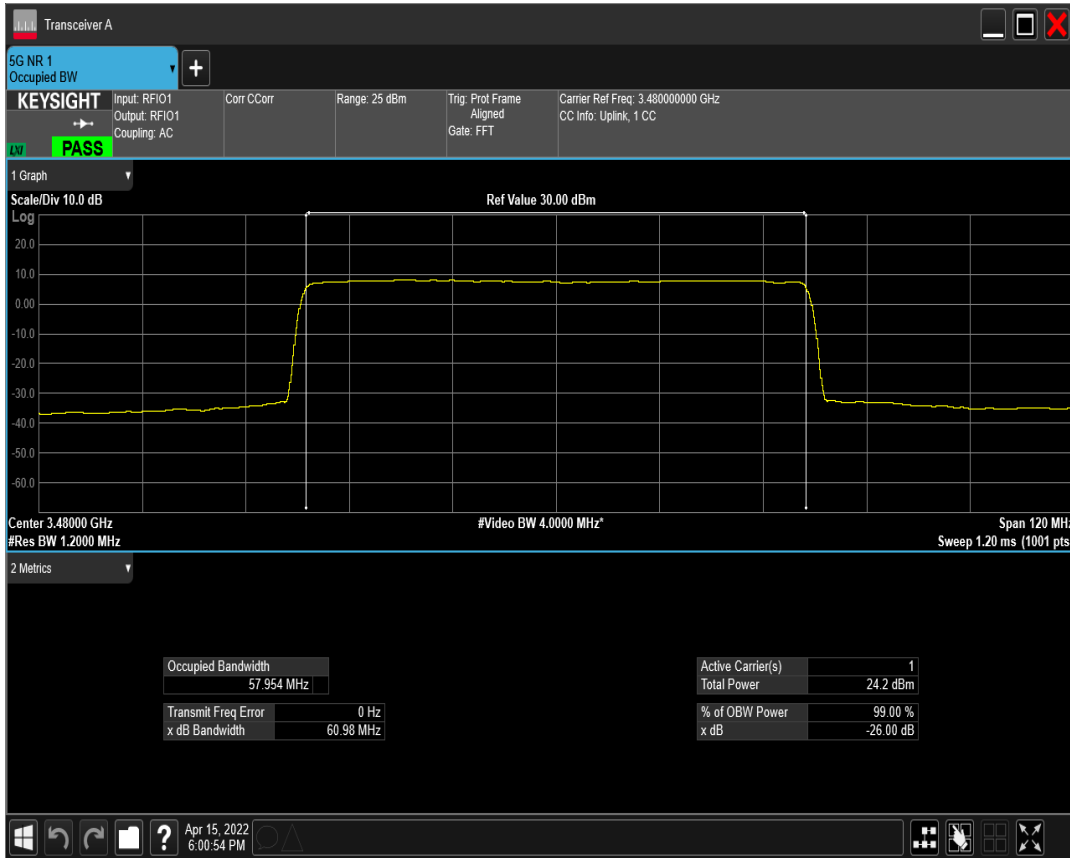 Transceiver A
5G NR 1
Occupied BW
KEYSIGHT
Input: RFIO1
Output: RFIO1
Coupling: AC
Corr CCorr
Range: 25 dBm
Trig: Prot Frame
Aligned
Gate: FFT
Carrier Ref Freq: 3.480000000 GHz
CC Info: Uplink, 1 CC
LXI
PASS
1 Graph
Scale/Div 10.0 dB
Ref Value 30.00 dBm
Log
20.0
10.0
0.00
-10.0
-20.0
-30.0
-40.0
-50.0
-60.0
Center 3.48000 GHz
#Video BW 4.0000 MHz*
Span 120 MHz
#Res BW 1.2000 MHz
Sweep 1.20 ms (1001 pts
2 Metrics
Occupied Bandwidth
57.954 MHz
Transmit Freq Error 0 Hz
x dB Bandwidth 60.98 MHz
Active Carrier(s) 1
Total Power 24.2 dBm
% of OBW Power 99.00 %
x dB -26.00 dB
?
Apr 15, 2022
6:00:54 PM